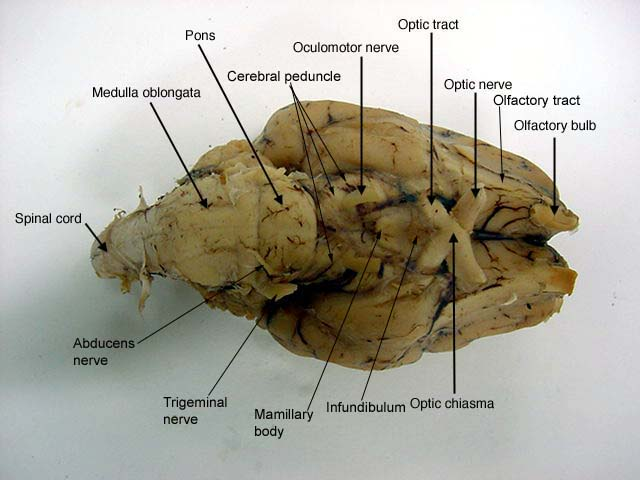 Optic tract
Pons
Oculomotor nerve
Cerebral peduncle
Optic nerve
Medulla oblongata
Olfactory tract
Olfactory bulb
Spinal cord
Abducens
nerve
Trigeminal
nerve
Mamillary
body
Infundibulum
Optic chiasma